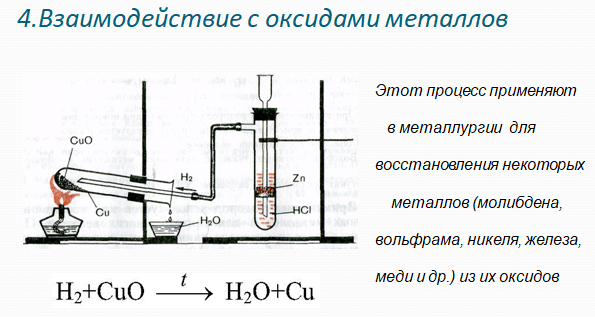 4.Взаимодействие с оксидами металлов
Этот процесс применяют
в металлургии для
восстановления некоторых
металлов (молибдена,
вольфрама, никеля, железа,
меди и др.) из их оксидов
CuO
H₂
Cu
H₂O
Zn
HCl
H₂+CuO t⟶ H₂O+Cu